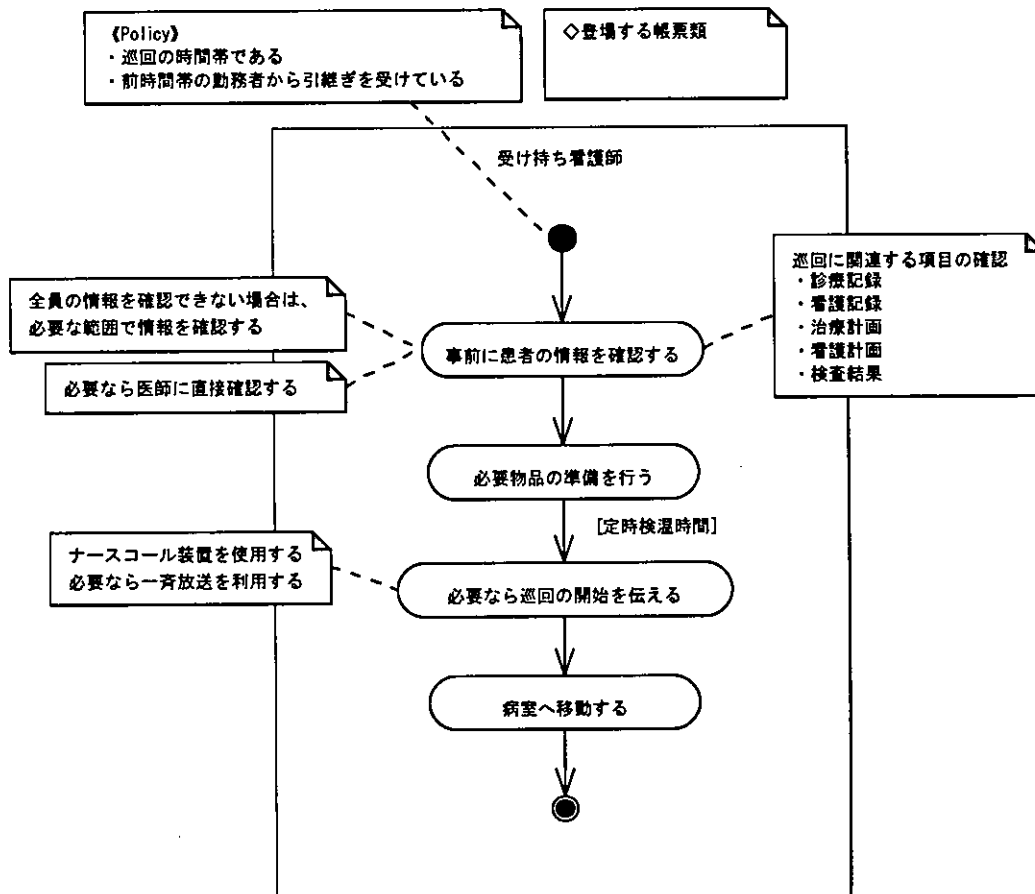 《Policy》
・巡回の時間帯である
・前時間帯の勤務者から引継ぎを受けている
◇登場する帳票類
受け持ち看護師
巡回に関連する項目の確認
・診療記録
・看護記録
・治療計画
・看護計画
・検査結果
全員の情報を確認できない場合は、
必要な範囲で情報を確認する
事前に患者の情報を確認する
必要なら医師に直接確認する
必要物品の準備を行う
[定時検温時間]
ナースコール装置を使用する
必要なら一斉放送を利用する
必要なら巡回の開始を伝える
病室へ移動する